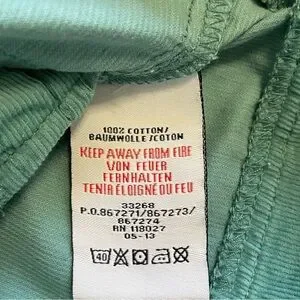 100% COTTON/
BAUMWOLLE/COTON
KEEP AWAY FROM FIRE
VON FEUER
FERNHALTEN
TENIR ÉLOIGNÉ DU FEU
33268
P.O.867271/867273/
867274
RN 118027
05-13
40